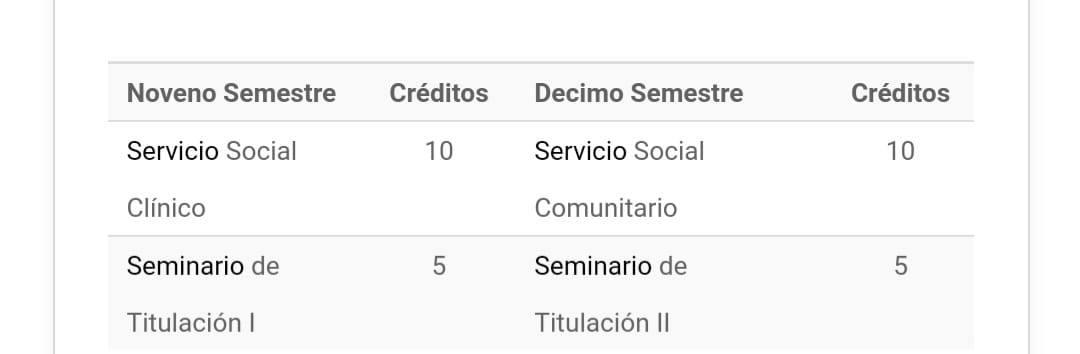 Noveno Semestre Créditos Decimo Semestre Créditos
Servicio Social 10 Servicio Social 10
Clínico Comunitario
Seminario de 5 Seminario de 5
Titulación I Titulación II